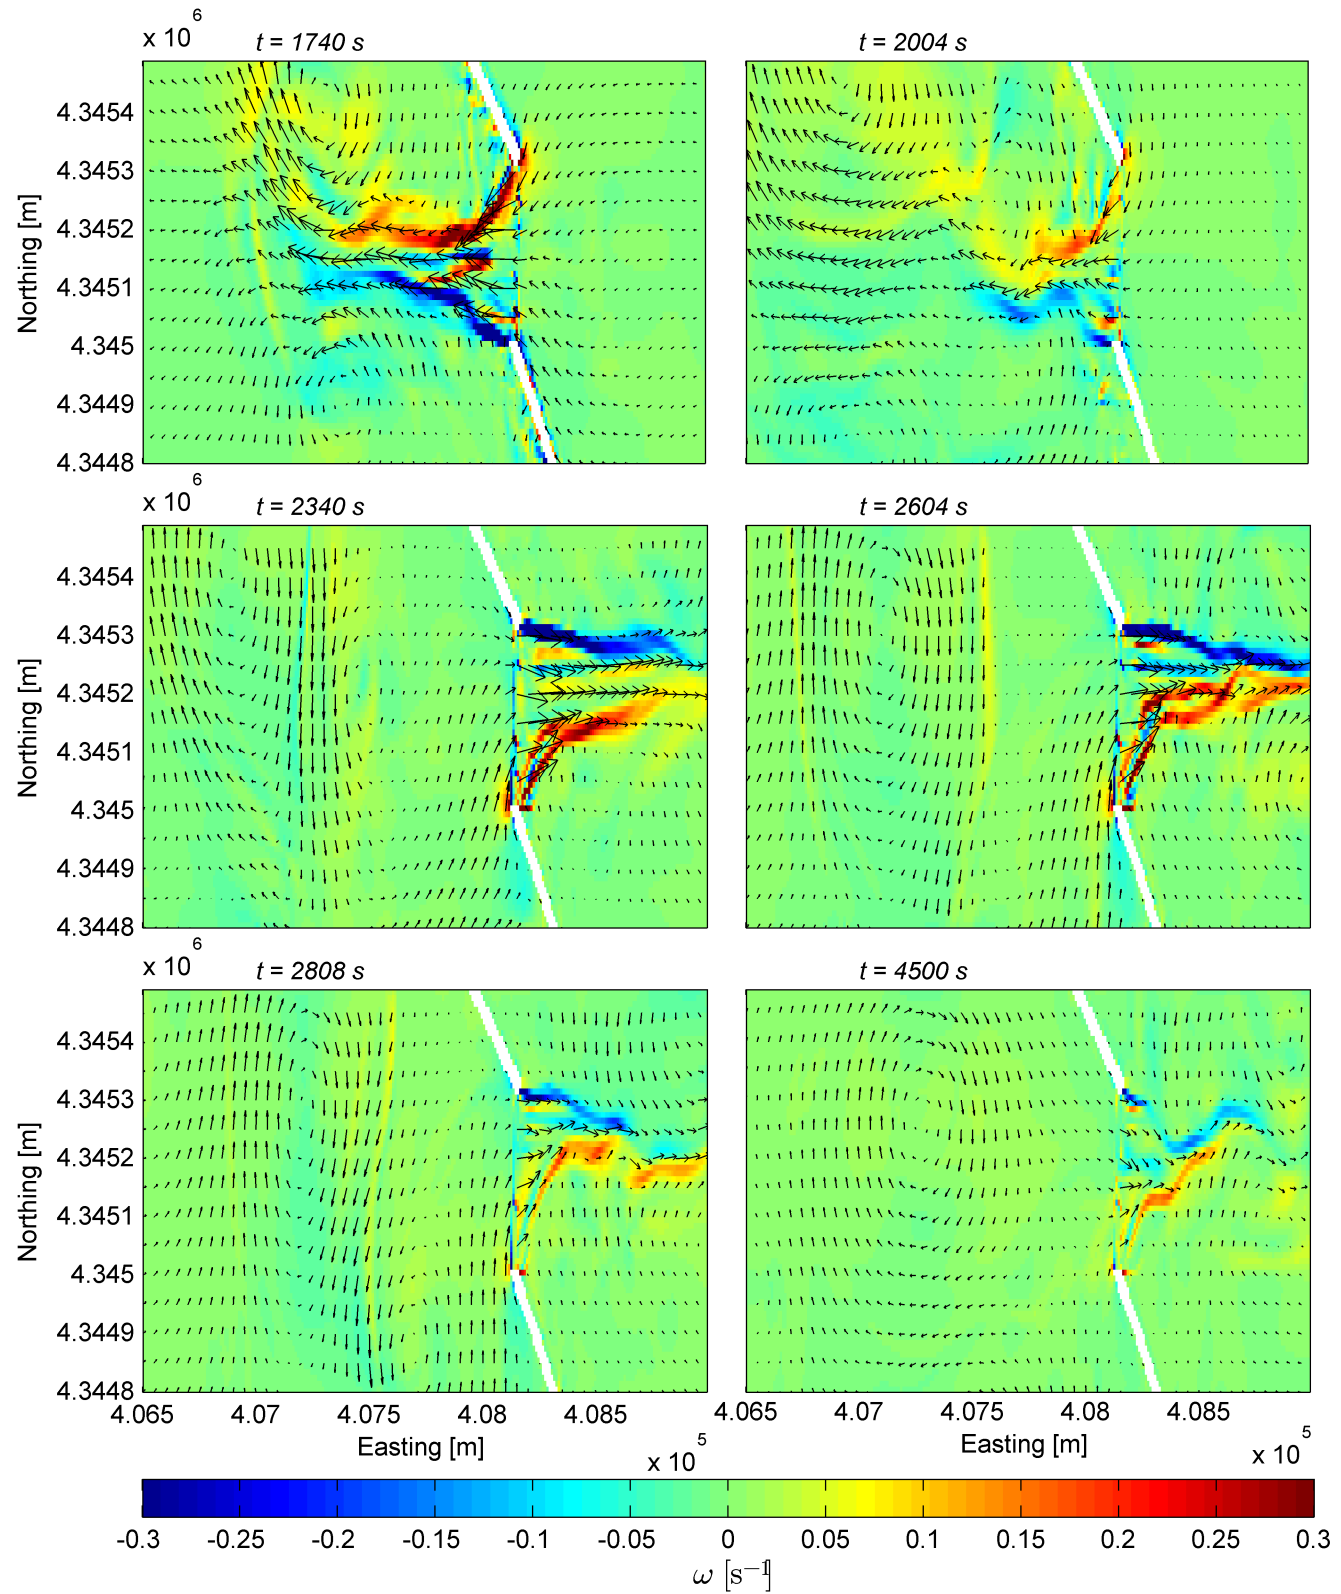 x 10 6
t = 1740 s
t = 2004 s
Northing [m]
4.3454
4.3453
4.3452
4.3451
4.345
4.3449
4.3448
x 10 6
t = 2340 s
t = 2604 s
Northing [m]
4.3454
4.3453
4.3452
4.3451
4.345
4.3449
4.3448
x 10 6
t = 2808 s
t = 4500 s
Northing [m]
4.3454
4.3453
4.3452
4.3451
4.345
4.3449
4.3448
4.065 4.07 4.075 4.08 4.085
4.065 4.07 4.075 4.08 4.085
Easting [m]
x 10 5
Easting [m]
x 10 5
-0.3 -0.25 -0.2 -0.15 -0.1 -0.05 0 0.05 0.1 0.15 0.2 0.25 0.3
ω [s−1]